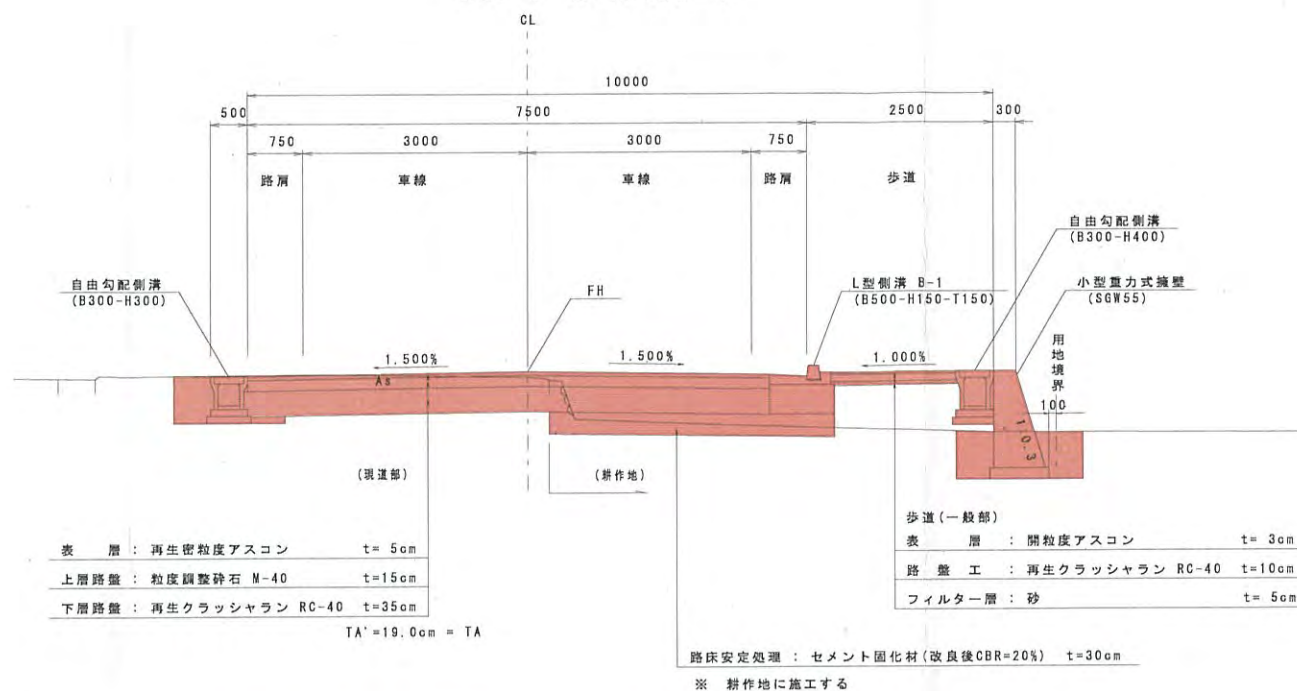 CL
10000
500 7500 2500 300
750 3000 3000 750
路肩 車線 車線 路肩 歩道
自由勾配側溝
(B300-H400)
自由勾配側溝
(B300-H300)
FH
L型側溝 B-1
(B500-H150-T150)
小型重力式擁壁
(SGW55)
用地境界
1.500% 1.500% 1.000%
As
100
1:0.3
(現道部) (耕作地)
表 層 : 再生密粒度アスコン t= 5cm
上層路盤 : 粒度調整砕石 M-40 t=15cm
下層路盤 : 再生クラッシャラン RC-40 t=35cm
TA'=19.0cm = TA
歩道(一般部)
表 層 : 開粒度アスコン t= 3cm
路 盤 工 : 再生クラッシャラン RC-40 t=10cm
フィルター層 : 砂 t= 5cm
路床安定処理 : セメント固化材(改良後CBR=20%) t=30cm
※ 耕作地に施工する